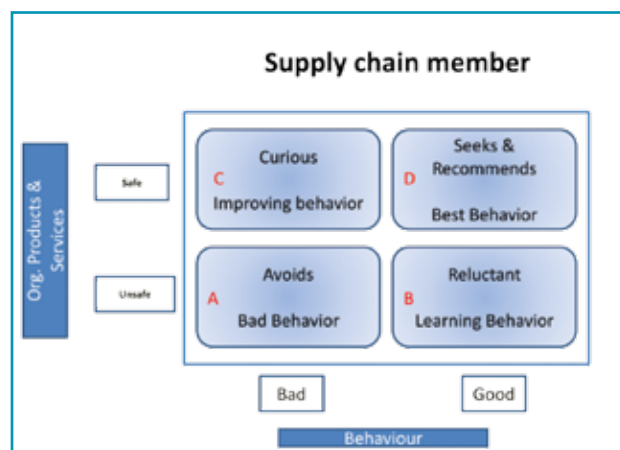 Supply chain member
Org. Products &
Services
Safe
C
Curious
Improving behavior
D
Seeks &
Recommends
Best Behavior
Unsafe
A
Avoids
Bad Behavior
B
Reluctant
Learning Behavior
Bad
Good
Behaviour